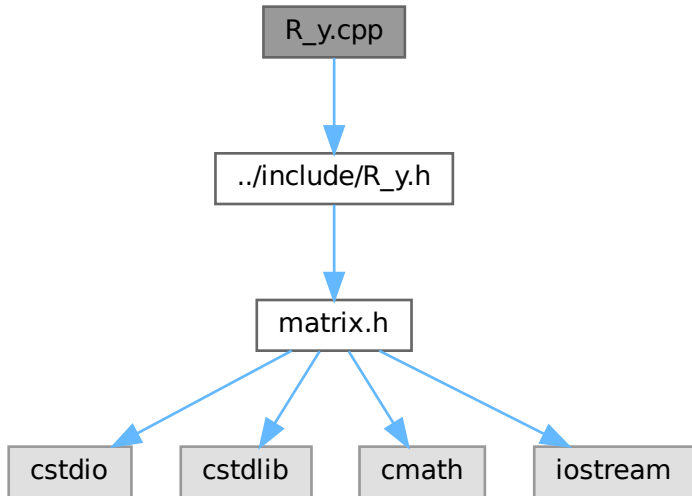 R_y.cpp
../include/R_y.h
matrix.h
cstdio
cstdlib
cmath
iostream